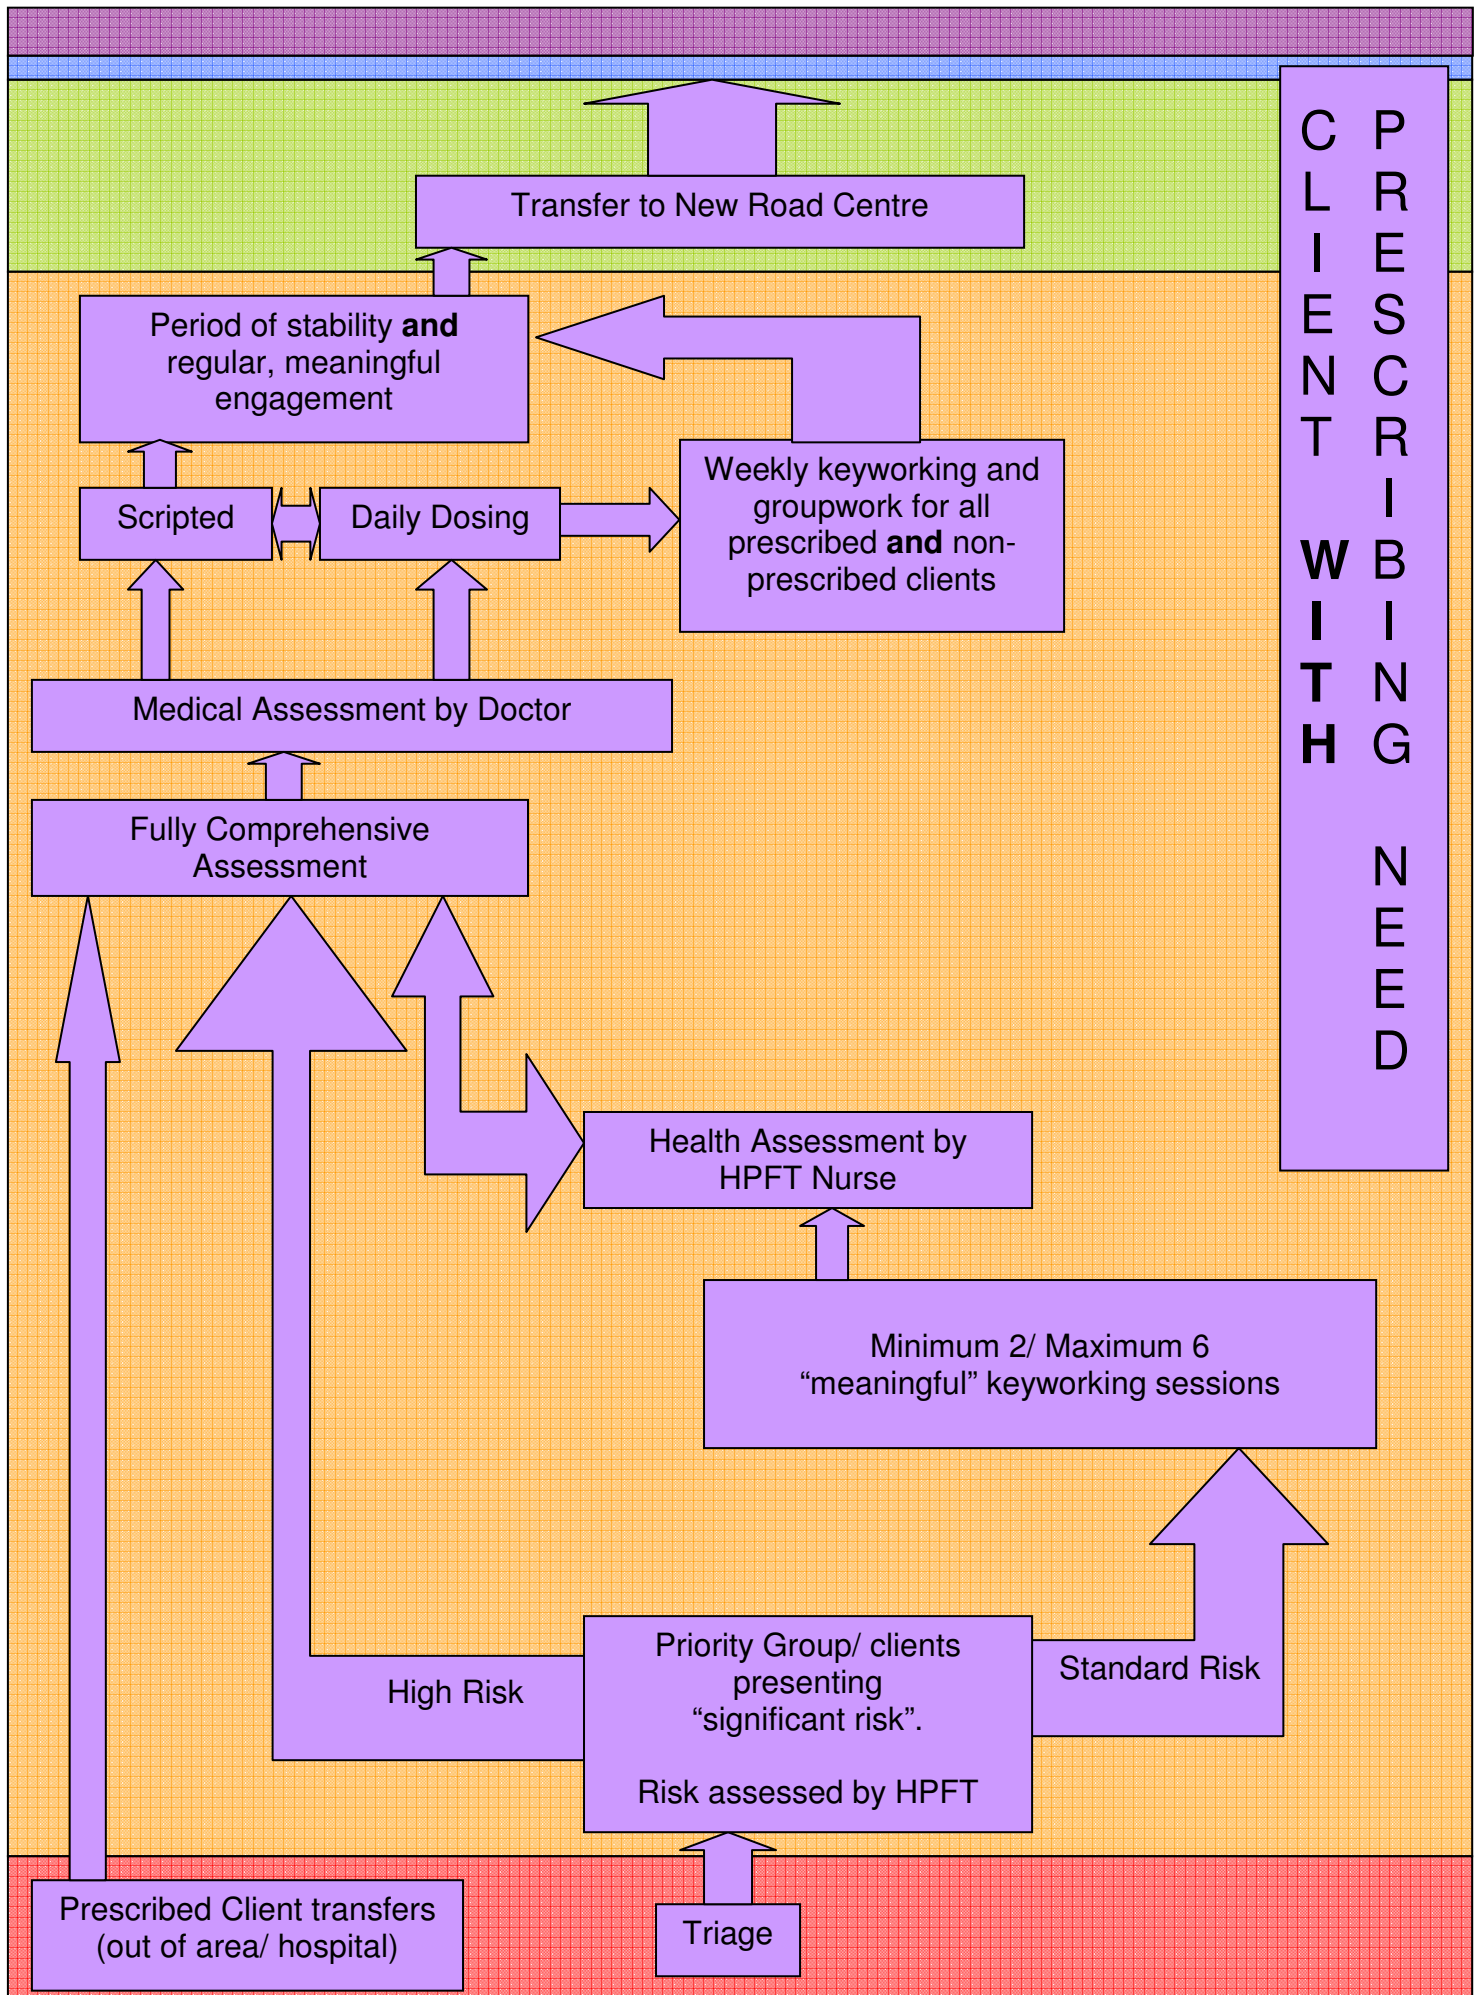 Transfer to New Road Centre
Period of stability and
regular, meaningful
engagement
Scripted
Daily Dosing
Weekly keyworking and
groupwork for all
prescribed and non-
prescribed clients
Medical Assessment by Doctor
Fully Comprehensive
Assessment
Health Assessment by
HPFT Nurse
Minimum 2/ Maximum 6
“meaningful” keyworking sessions
High Risk
Priority Group/ clients
presenting
“significant risk”.
Risk assessed by HPFT
Standard Risk
Prescribed Client transfers
(out of area/ hospital)
Triage
CLIENT WITH
PRESCRIBING NEED